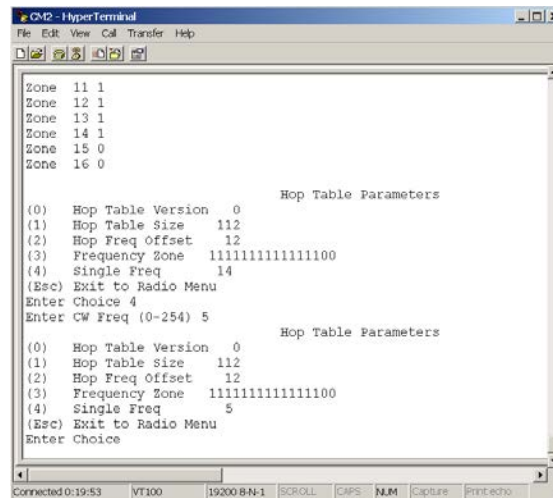 CM2 - HyperTerminal
File Edit View Call Transfer Help
Zone 11 1
Zone 12 1
Zone 13 1
Zone 14 1
Zone 15 0
Zone 16 0
Hop Table Parameters
(0) Hop Table Version 0
(1) Hop Table Size 112
(2) Hop Freq Offset 12
(3) Frequency Zone 1111111111111100
(4) Single Freq 14
(Esc) Exit to Radio Menu
Enter Choice 4
Enter CW Freq (0-254) 5
Hop Table Parameters
(0) Hop Table Version 0
(1) Hop Table Size 112
(2) Hop Freq Offset 12
(3) Frequency Zone 1111111111111100
(4) Single Freq 5
(Esc) Exit to Radio Menu
Enter Choice
Connected 0:19:53 VT100 19200 8-N-1 SCROLL CAPS NUM Capture Print echo